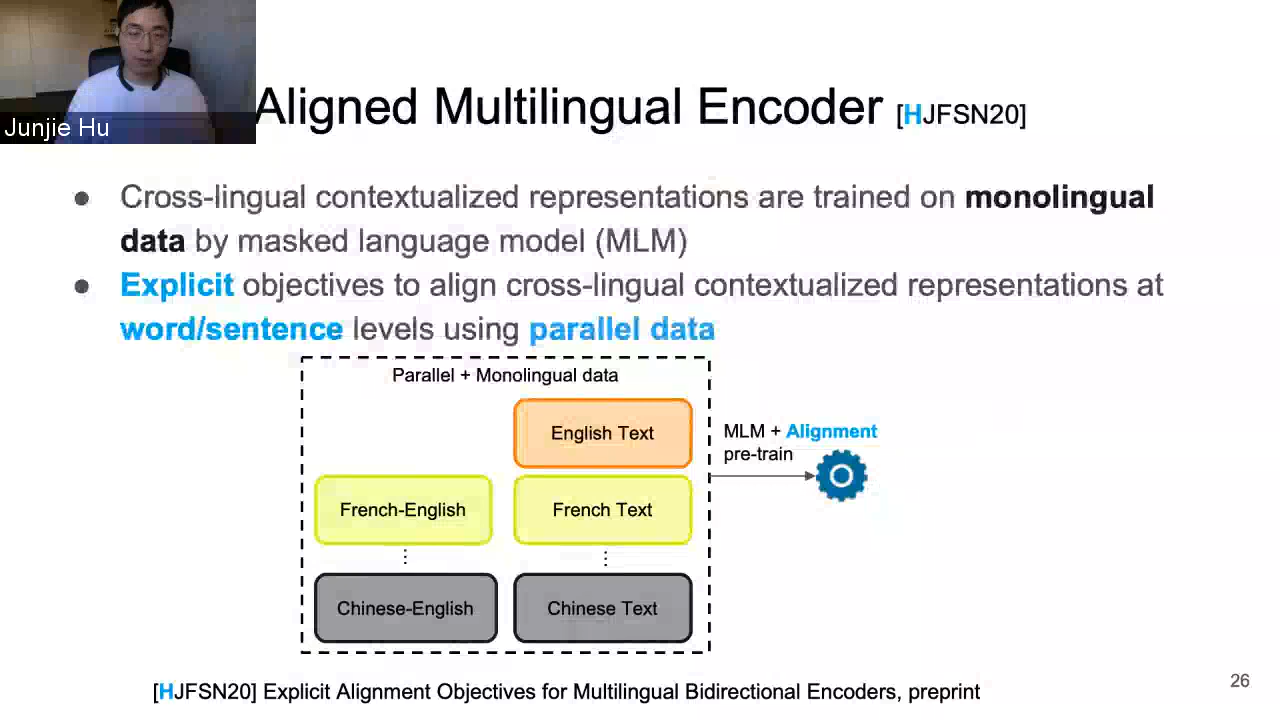 Junjie Hu
Aligned Multilingual Encoder [HJFSN20]
● Cross-lingual contextualized representations are trained on monolingual
data by masked language model (MLM)
● Explicit objectives to align cross-lingual contextualized representations at
word/sentence levels using parallel data
Parallel + Monolingual data
English Text
MLM + Alignment
pre-train
French-English
French Text
⋮
⋮
Chinese-English
Chinese Text
[HJFSN20] Explicit Alignment Objectives for Multilingual Bidirectional Encoders, preprint
26